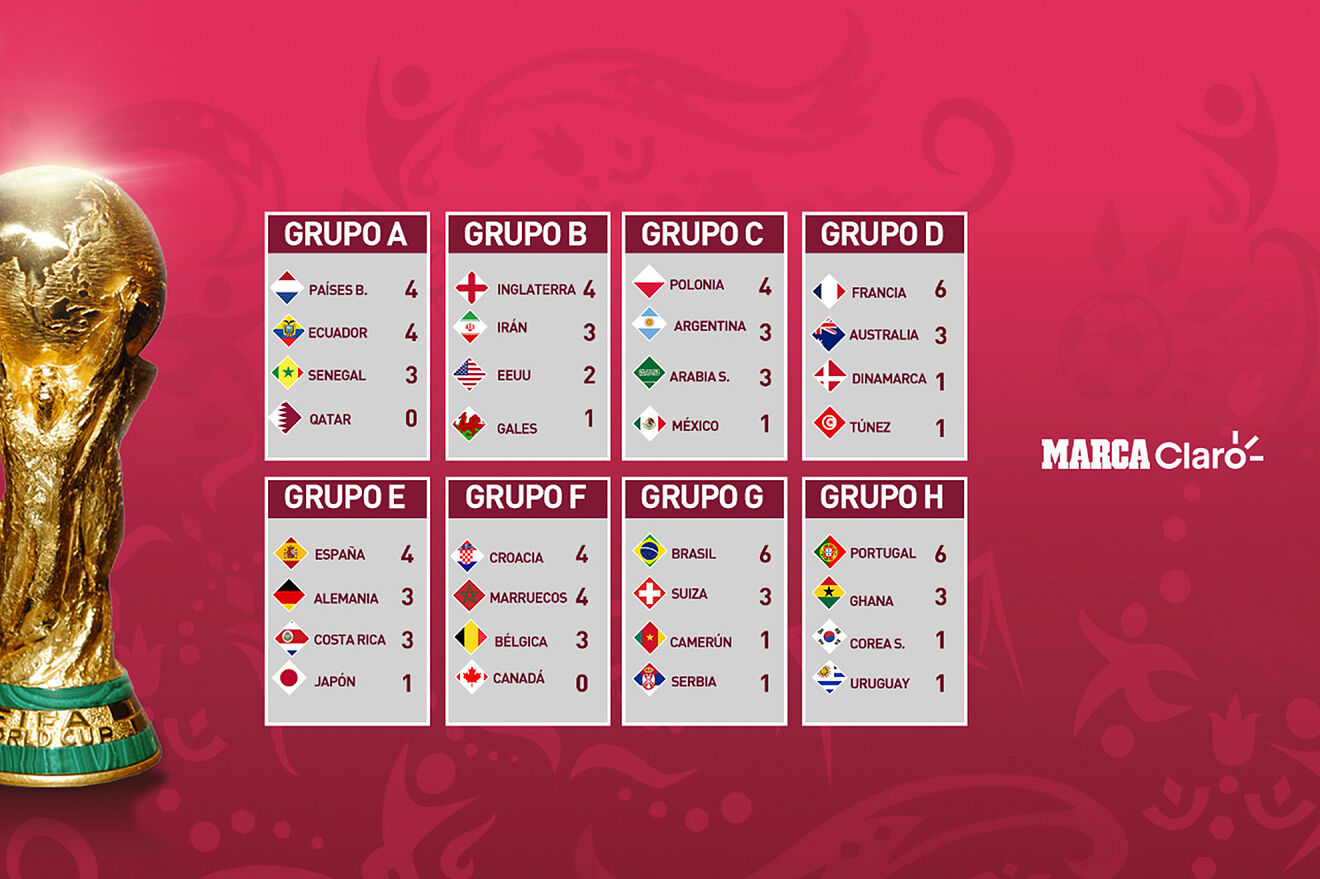 GRUPO A
PAÍSES B. 4
ECUADOR 4
SENEGAL 3
QATAR 0
GRUPO B
INGLATERRA 4
IRÁN 3
EEUU 2
GALES 1
GRUPO C
POLONIA 4
ARGENTINA 3
ARABIA S. 3
MÉXICO 1
GRUPO D
FRANCIA 6
AUSTRALIA 3
DINAMARCA 1
TÚNEZ 1
GRUPO E
ESPAÑA 4
ALEMANIA 3
COSTA RICA 3
JAPÓN 1
GRUPO F
CROACIA 4
MARRUECOS 4
BÉLGICA 3
CANADÁ 0
GRUPO G
BRASIL 6
SUIZA 3
CAMERÚN 1
SERBIA 1
GRUPO H
PORTUGAL 6
GHANA 3
COREA S. 1
URUGUAY 1
MARCA Claro
FIFA
RLD CUP